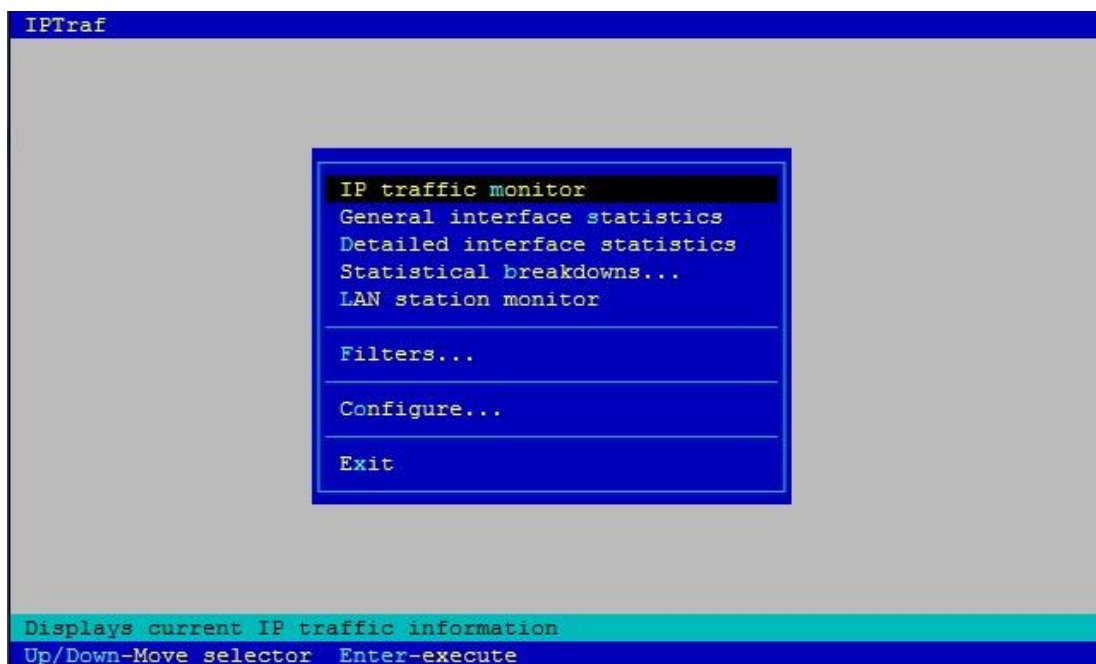 IPTraf
IP traffic monitor
General interface statistics
Detailed interface statistics
Statistical breakdowns...
LAN station monitor
Filters...
Configure...
Exit
Displays current IP traffic information
Up/Down-Move selector  Enter-execute